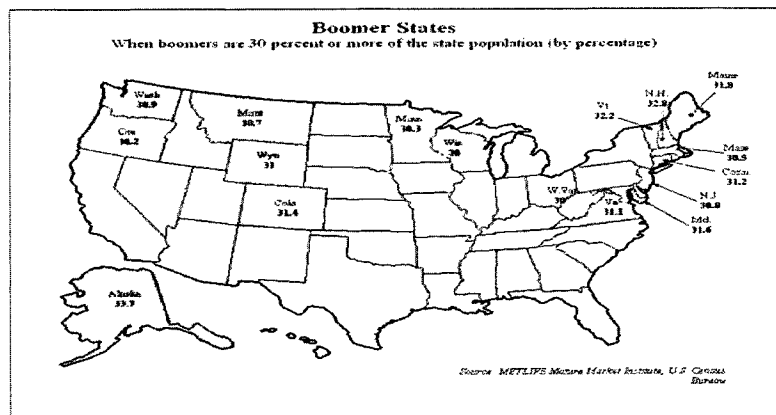 Boomer States
When boomers are 30 percent or more of the state population (by percentage)
Wash
30.9
Ore
30.2
Mont
30.7
Wyo
31
Colo
31.4
Minn
30.3
Wis
30
W.Va
30
Va
31.1
Vt
32.2
N.H.
32.8
Maine
31.8
Mass
30.5
Conn.
31.2
N.J
30.8
Md.
31.6
Alaska
Source METLIFE Mature Market Institute, U.S. Census
Bureau